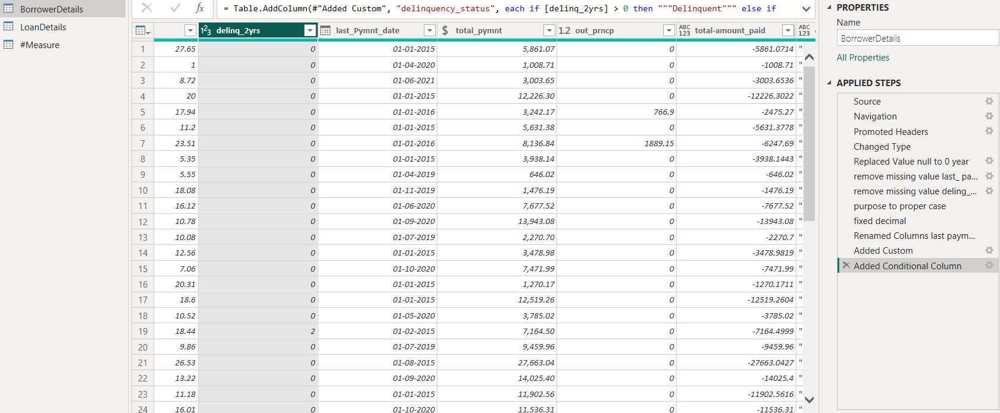 BorrowerDetails
LoanDetails
#Measure
fx = Table.AddColumn(#"Added Custom", "delinquency_status", each if [delinq_2yrs] > 0 then """Delinquent""" else if
1²3 delinq_2yrs last_Pymnt_date $ total_pymnt 1.2 out_prncp ABC 123 total-amount_paid ABC 123
1 27.65 0 01-01-2015 5,861.07 0 -5861.0714 "
2 1 0 01-04-2020 1,008.71 0 -1008.71 "
3 8.72 0 01-06-2021 3,003.65 0 -3003.6536 "
4 20 0 01-01-2015 12,226.30 0 -12226.3022 "
5 17.94 0 01-01-2016 3,242.17 766.9 -2475.27 "
6 11.2 0 01-01-2015 5,631.38 0 -5631.3778 "
7 23.51 0 01-01-2016 8,136.84 1889.15 -6247.69 "
8 5.35 0 01-01-2015 3,938.14 0 -3938.1443 "
9 5.55 0 01-04-2019 646.02 0 -646.02 "
10 18.08 0 01-11-2019 1,476.19 0 -1476.19 "
11 16.12 0 01-06-2020 7,677.52 0 -7677.52 "
12 10.78 0 01-09-2020 13,943.08 0 -13943.08 "
13 10.08 0 01-07-2019 2,270.70 0 -2270.7 "
14 12.56 0 01-01-2015 3,478.98 0 -3478.9819 "
15 7.06 0 01-10-2020 7,471.99 0 -7471.99 "
16 20.31 0 01-01-2015 1,270.17 0 -1270.1711 "
17 18.6 0 01-01-2015 12,519.26 0 -12519.2604 "
18 10.52 0 01-05-2020 3,785.02 0 -3785.02 "
19 18.44 2 01-02-2015 7,164.50 0 -7164.4999 "
20 9.86 0 01-07-2019 9,459.96 0 -9459.96 "
21 26.53 0 01-08-2015 27,663.04 0 -27663.0427 "
22 13.22 0 01-09-2020 14,025.40 0 -14025.4 "
23 11.18 0 01-01-2015 11,902.56 0 -11902.5616 "
24 16.01 0 01-10-2020 11,536.31 0 -11536.31 "
PROPERTIES
Name
BorrowerDetails
All Properties
APPLIED STEPS
Source
Navigation
Promoted Headers
Changed Type
Replaced Value null to 0 year
remove missing value last_ pa...
remove missing value delinq_...
purpose to proper case
fixed decimal
Renamed Columns last paym...
Added Custom
Added Conditional Column